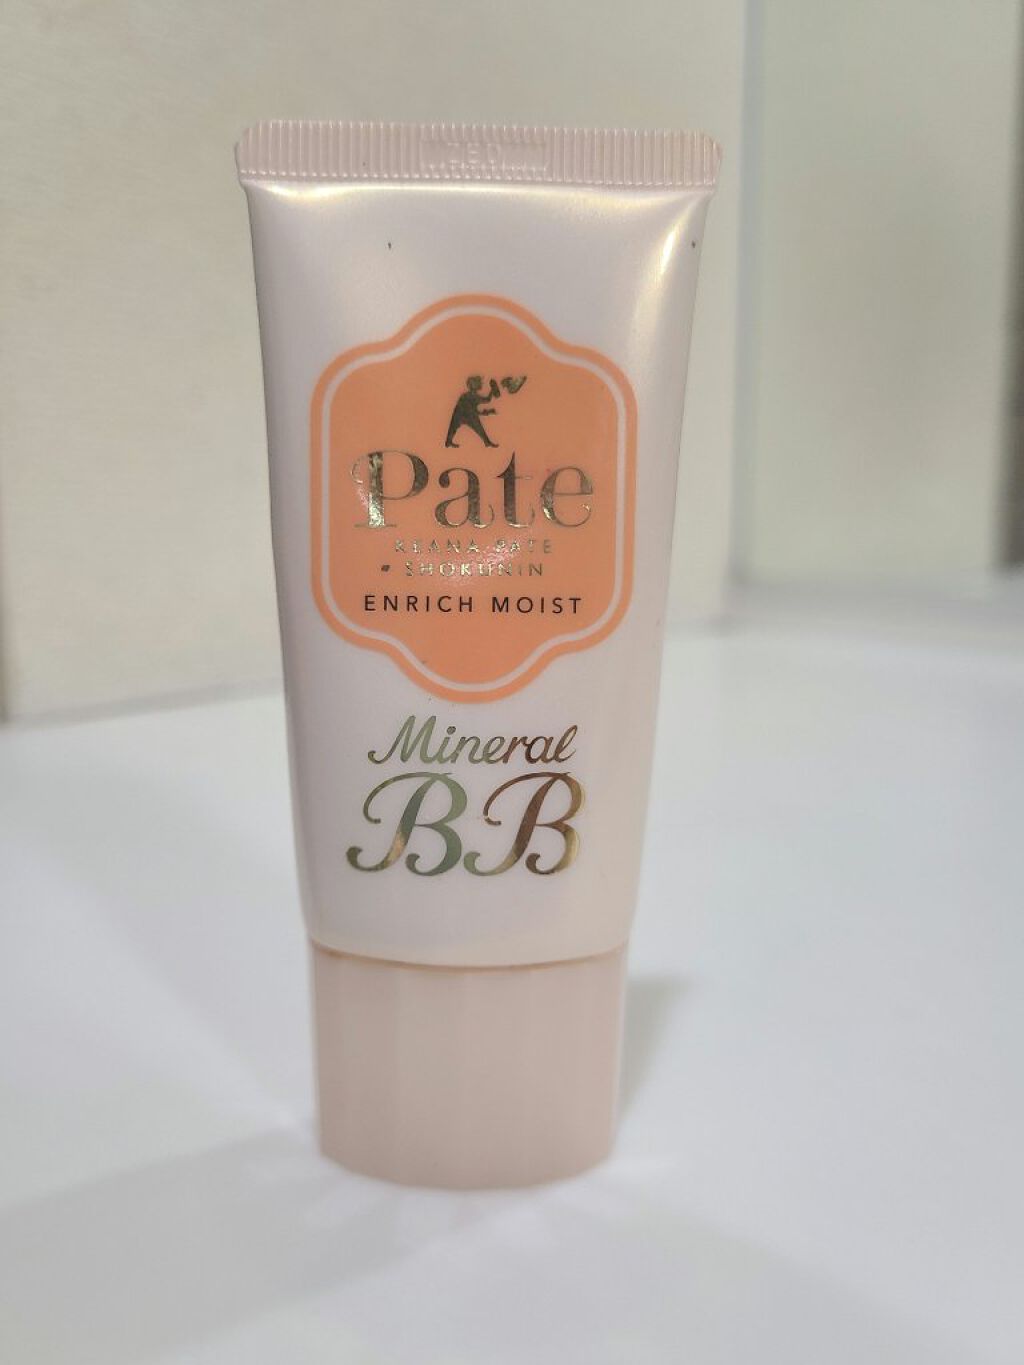 Pate
KEANA PATE
SHOKUNIN
ENRICH MOIST
Mineral
BB